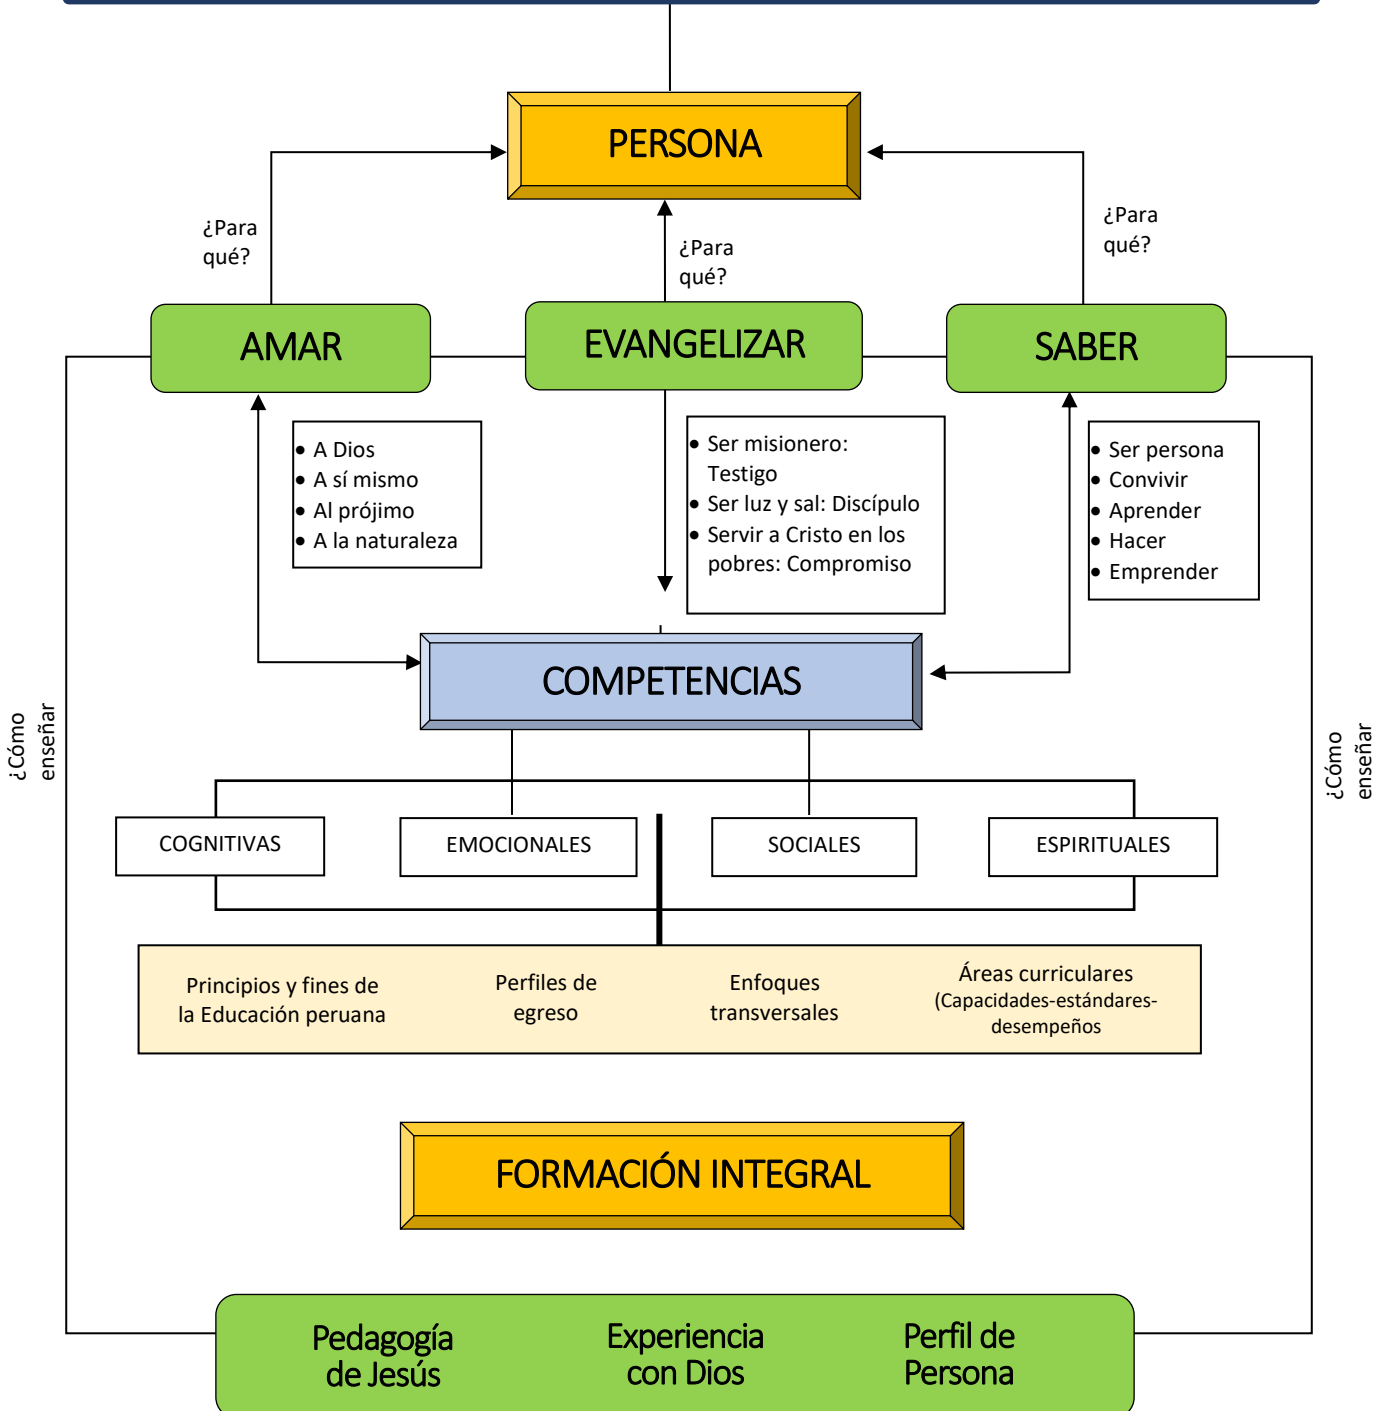 PERSONA
¿Para
qué?
¿Para
qué?
¿Para
qué?
AMAR
EVANGELIZAR
SABER
• A Dios
• A sí mismo
• Al prójimo
• A la naturaleza
• Ser misionero:
Testigo
• Ser luz y sal: Discípulo
• Servir a Cristo en los
pobres: Compromiso
• Ser persona
• Convivir
• Aprender
• Hacer
• Emprender
COMPETENCIAS
¿Cómo
enseñar
¿Cómo
enseñar
COGNITIVAS
EMOCIONALES
SOCIALES
ESPIRITUALES
Principios y fines de
la Educación peruana
Perfiles de
egreso
Enfoques
transversales
Áreas curriculares
(Capacidades-estándares-
desempeños
FORMACIÓN INTEGRAL
Pedagogía
de Jesús
Experiencia
con Dios
Perfil de
Persona